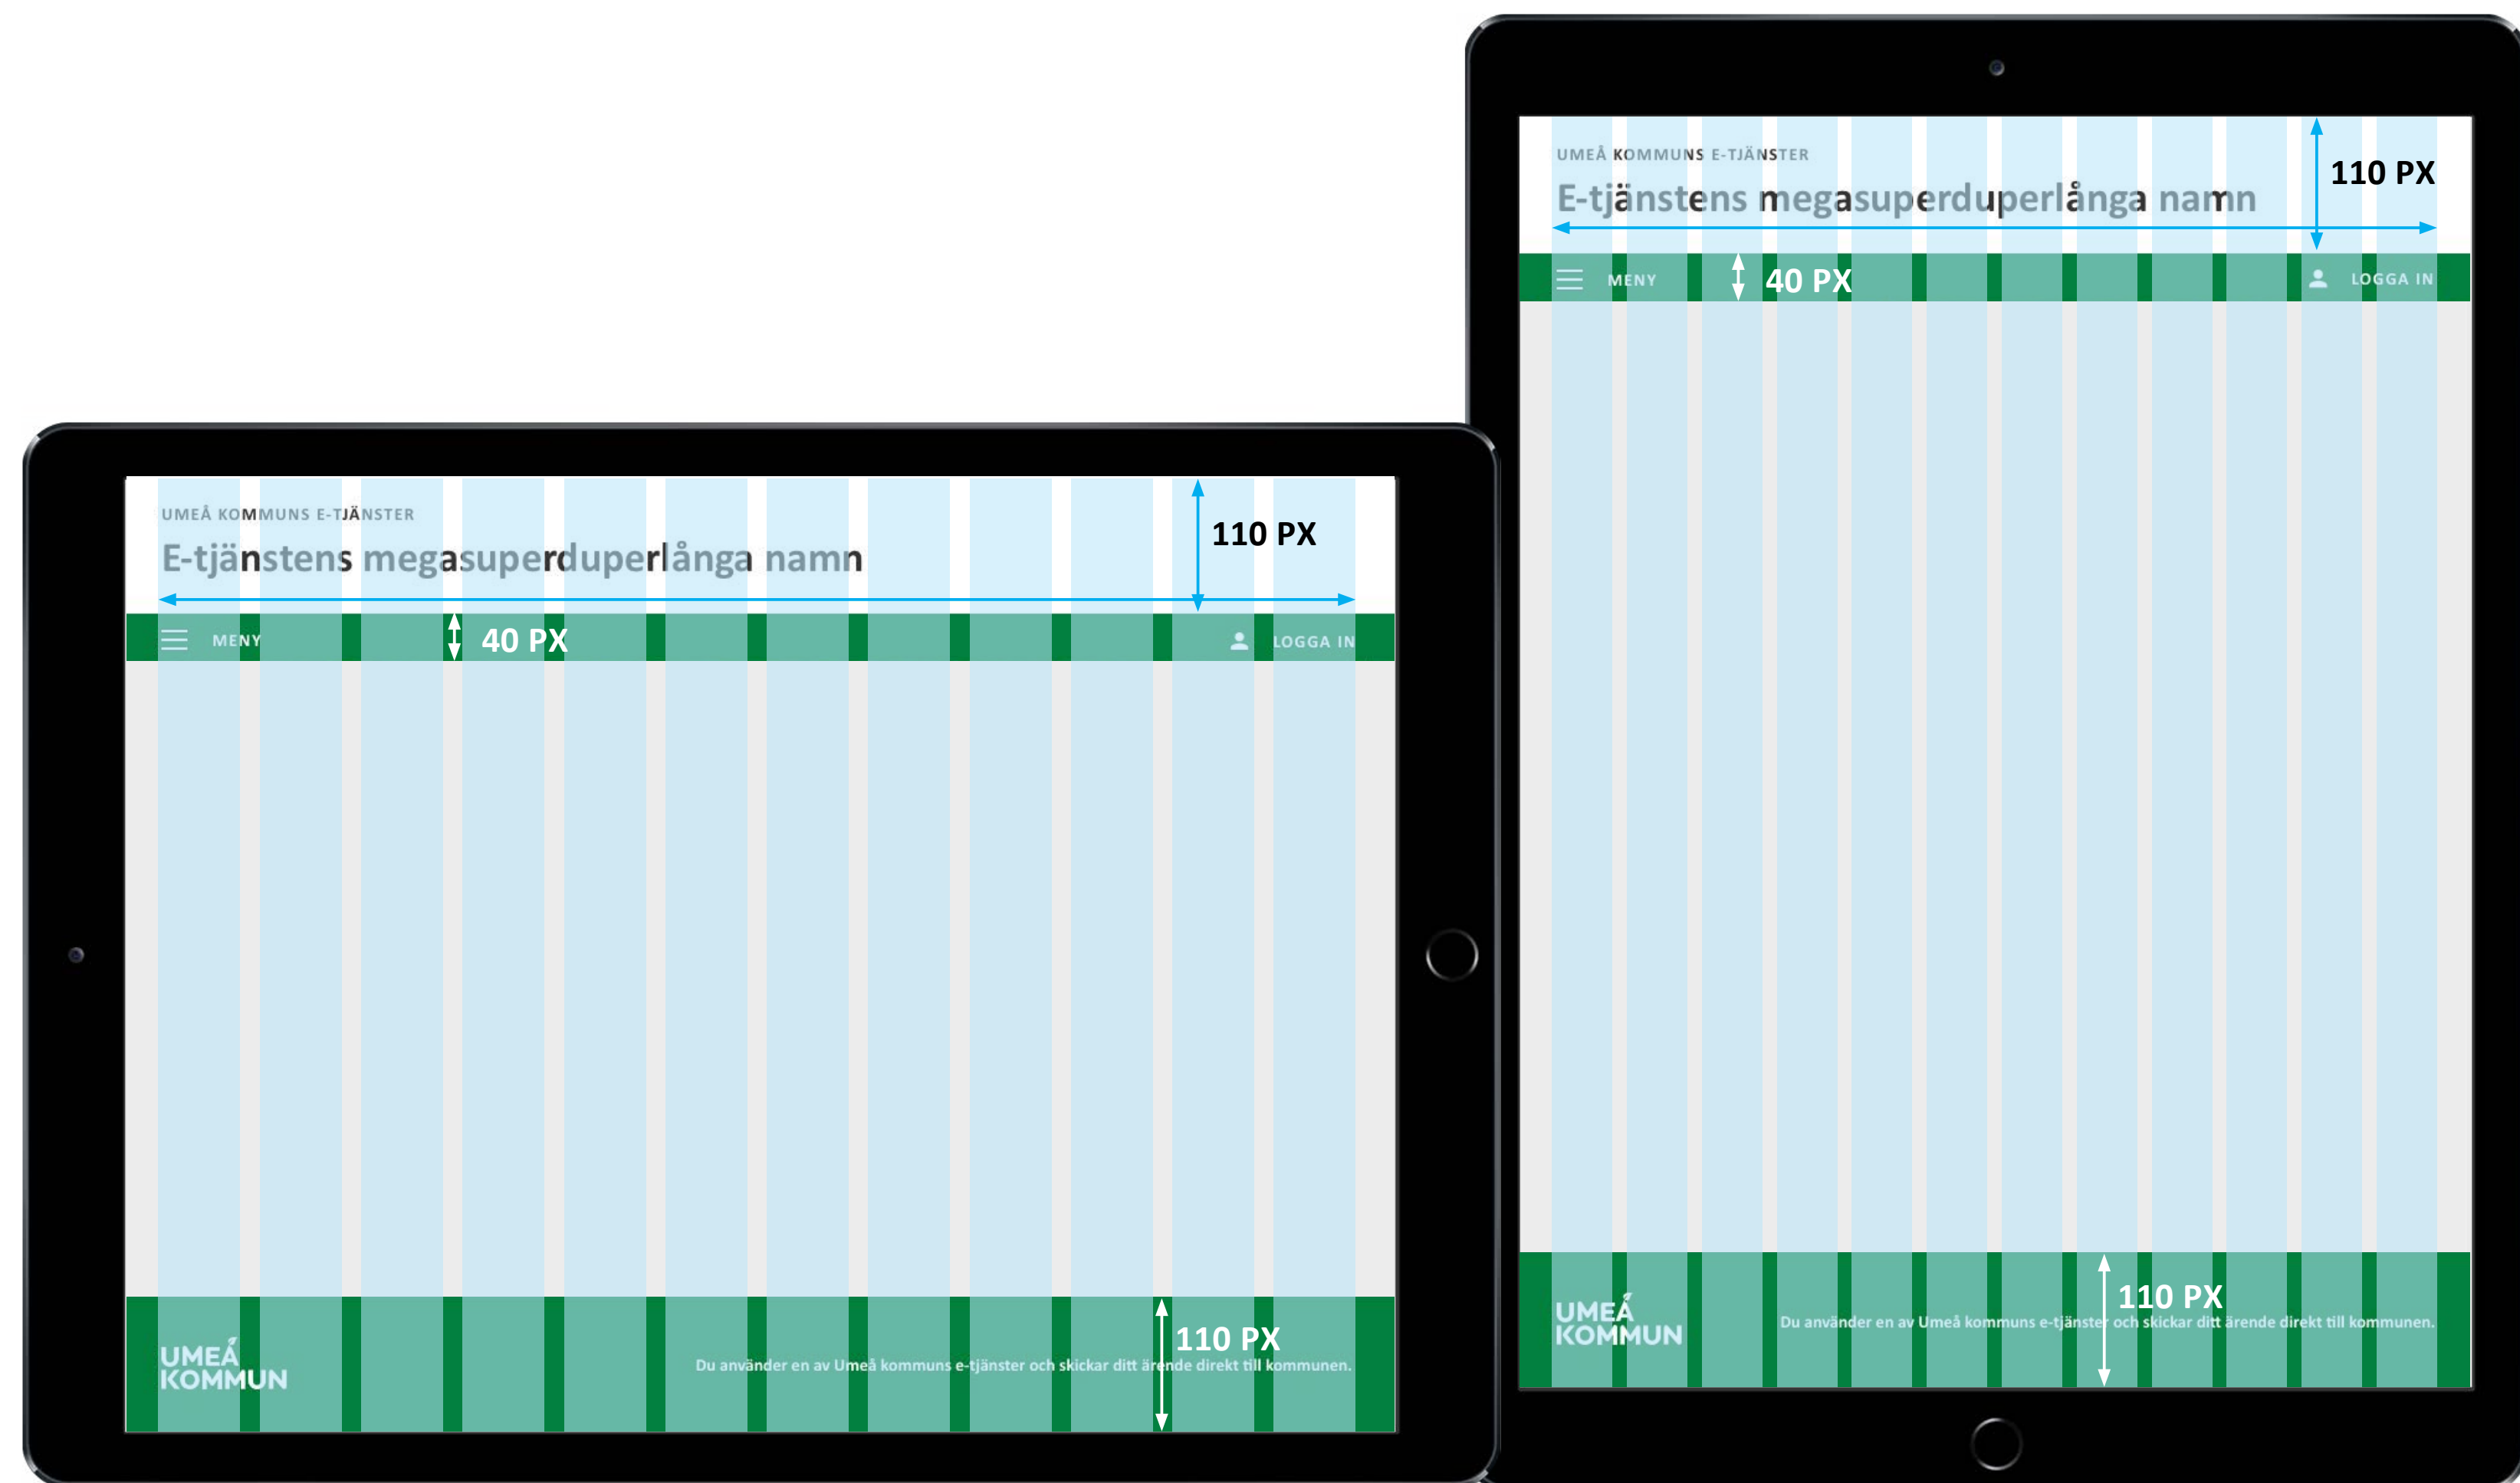 UMEÅ KOMMUNS E-TJÄNSTER
E-tjänstens megasuperduperlånga namn
110 PX
MENY
40 PX
LOGGA IN
UMEÅ
KOMMUN
110 PX
Du använder en av Umeå kommuns e-tjänster och skickar ditt ärende direkt till kommunen.
UMEÅ KOMMUNS E-TJÄNSTER
E-tjänstens megasuperduperlånga namn
110 PX
MENY
40 PX
LOGGA IN
UMEÅ
KOMMUN
110 PX
Du använder en av Umeå kommuns e-tjänster och skickar ditt ärende direkt till kommunen.